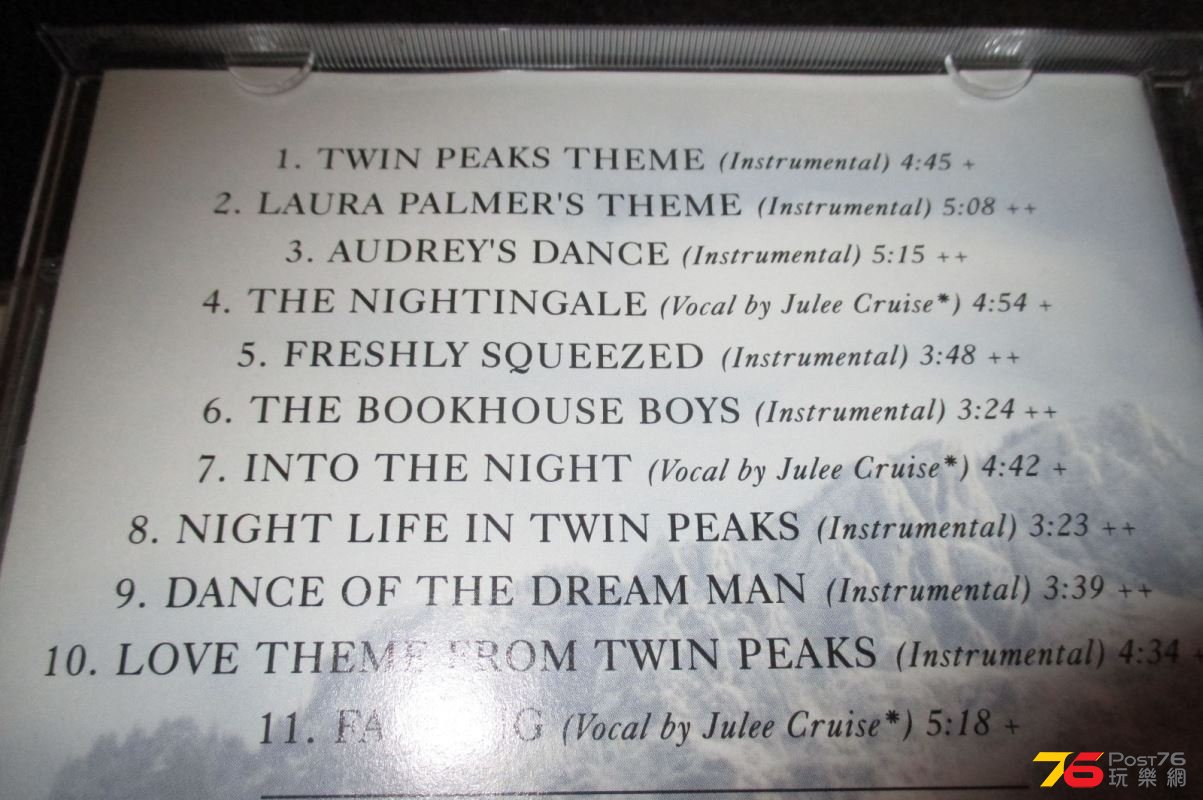 1. TWIN PEAKS THEME (Instrumental) 4:45 +
2. LAURA PALMER'S THEME (Instrumental) 5:08 ++
3. AUDREY'S DANCE (Instrumental) 5:15 ++
4. THE NIGHTINGALE (Vocal by Julee Cruise*) 4:54 +
5. FRESHLY SQUEEZED (Instrumental) 3:48 ++
6. THE BOOKHOUSE BOYS (Instrumental) 3:24 ++
7. INTO THE NIGHT (Vocal by Julee Cruise*) 4:42 +
8. NIGHT LIFE IN TWIN PEAKS (Instrumental) 3:23 ++
9. DANCE OF THE DREAM MAN (Instrumental) 3:39 ++
10. LOVE THEME FROM TWIN PEAKS (Instrumental) 4:34
11. (Vocal by Julee Cruise*) 5:18 +
76 Post76
玩樂網